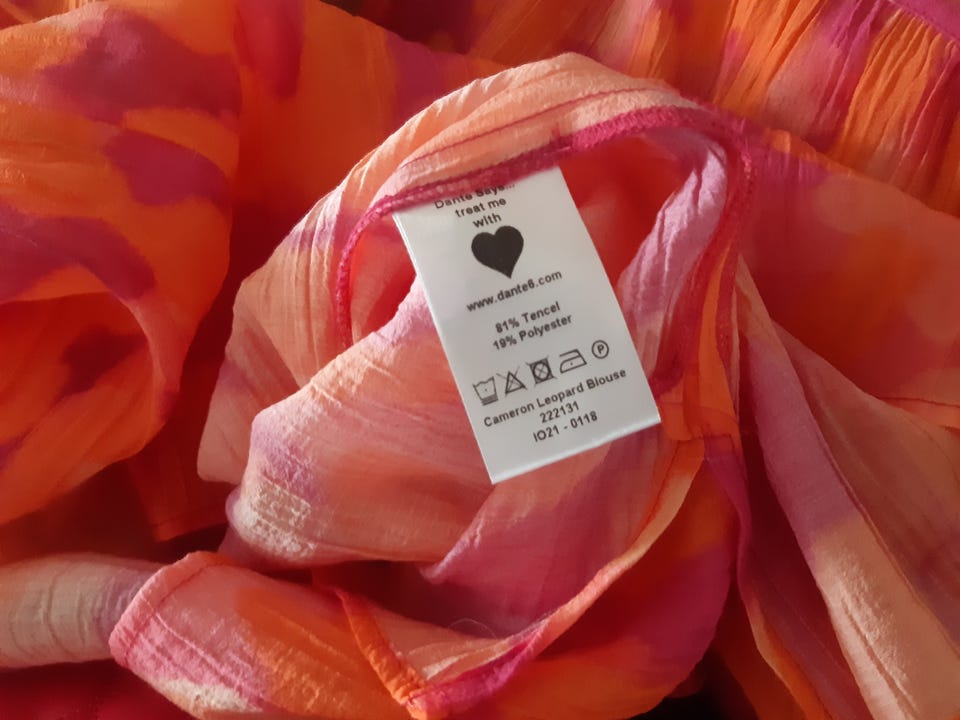 Dante Says...
treat me
with
www.dante6.com
81% Tencel
19% Polyester
P
Cameron Leopard Blouse
222131
IO21 - 0118